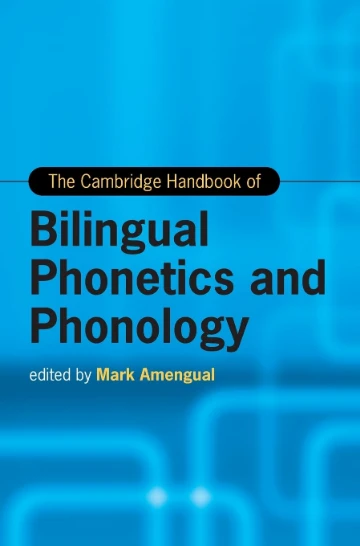 The Cambridge Handbook of
Bilingual
Phonetics and
Phonology
edited by Mark Amengual